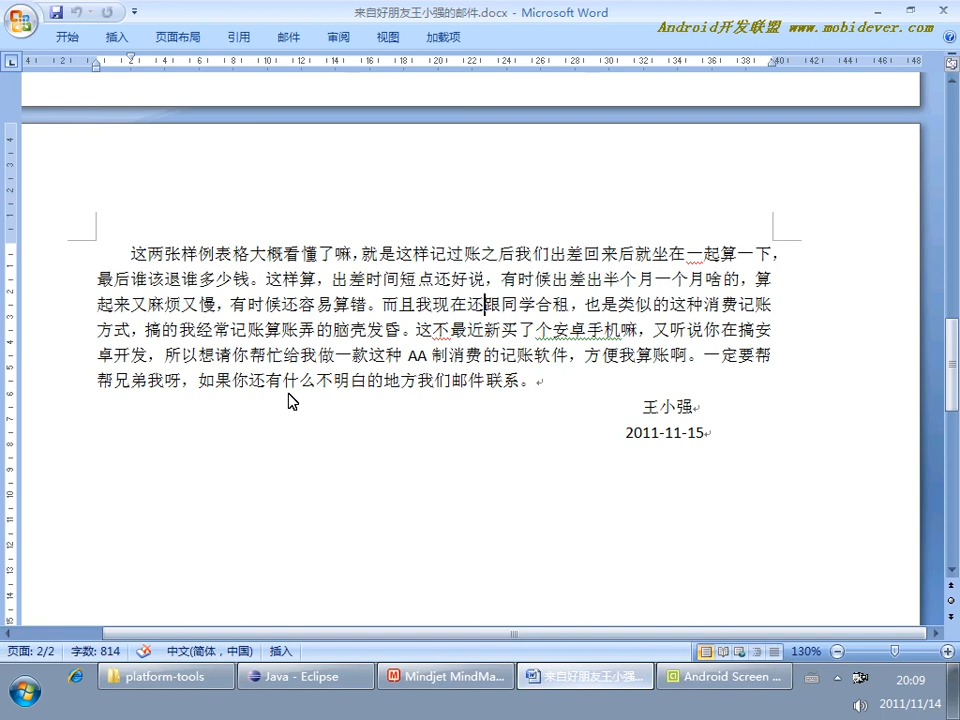 来自好朋友王小强的邮件.docx - Microsoft Word
Android开发联盟 www.mobidever.com
开始 插入 页面布局 引用 邮件 审阅 视图 加载项
这两张样例表格大概看懂了嘛，就是这样记过账之后我们出差回来后就坐在一起算一下，
最后谁该退谁多少钱。这样算，出差时间短点还好说，有时候出差出半个月一个月啥的，算
起来又麻烦又慢，有时候还容易算错。而且我现在还跟同学合租，也是类似的这种消费记账
方式，搞的我经常记账算账弄的脑壳发昏。这不最近新买了个安卓手机嘛，又听说你在搞安
卓开发，所以想请你帮忙给我做一款这种 AA 制消费的记账软件，方便我算账啊。一定要帮
帮兄弟我呀，如果你还有什么不明白的地方我们邮件联系。
王小强
2011-11-15
页面: 2/2 字数: 814 中文(简体，中国) 插入 130%
platform-tools Java - Eclipse Mindjet MindMa... 来自好朋友王小强... Android Screen ... 20:09
2011/11/14